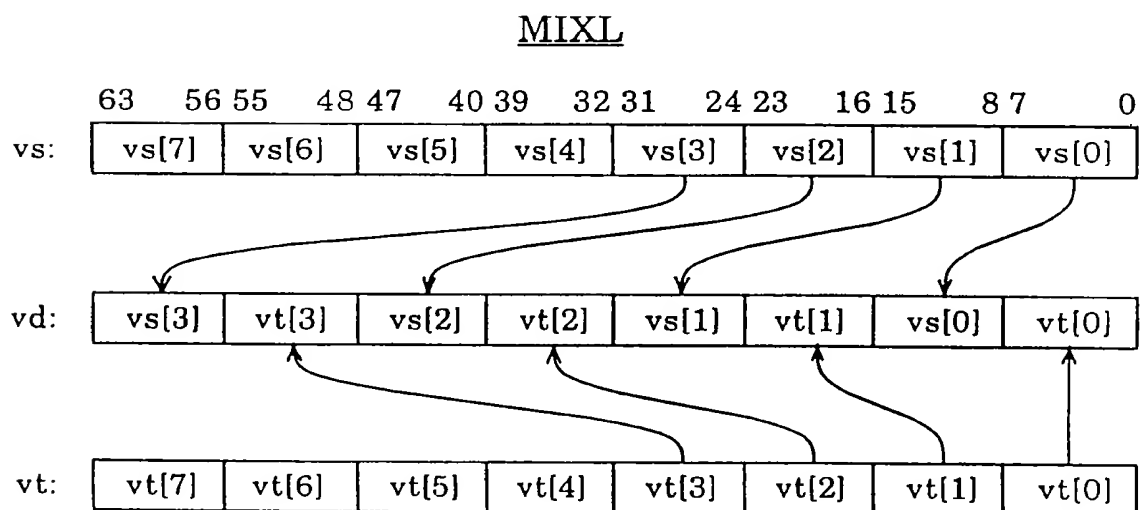 MIXL
63 56 55 48 47 40 39 32 31 24 23 16 15 8 7 0
vs: vs[7] vs[6] vs[5] vs[4] vs[3] vs[2] vs[1] vs[0]
vd: vs[3] vt[3] vs[2] vt[2] vs[1] vt[1] vs[0] vt[0]
vt: vt[7] vt[6] vt[5] vt[4] vt[3] vt[2] vt[1] vt[0]